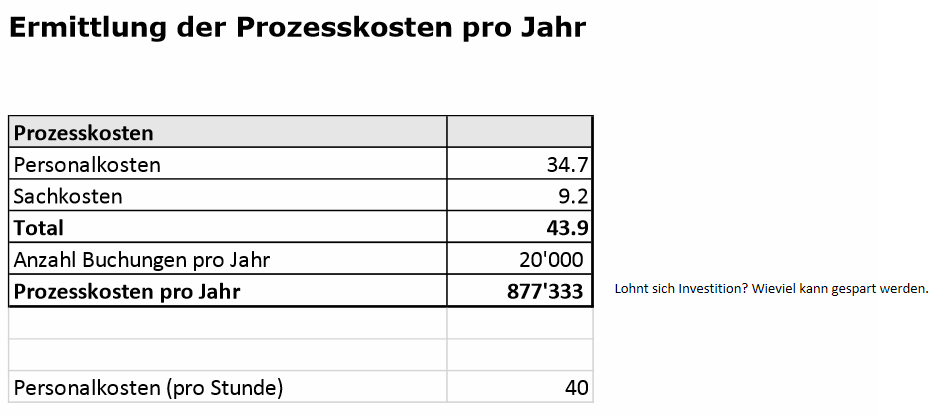 Ermittlung der Prozesskosten pro Jahr
Prozesskosten
Personalkosten 34.7
Sachkosten 9.2
Total 43.9
Anzahl Buchungen pro Jahr 20'000
Prozesskosten pro Jahr 877'333 Lohnt sich Investition? Wieviel kann gespart werden.
Personalkosten (pro Stunde) 40